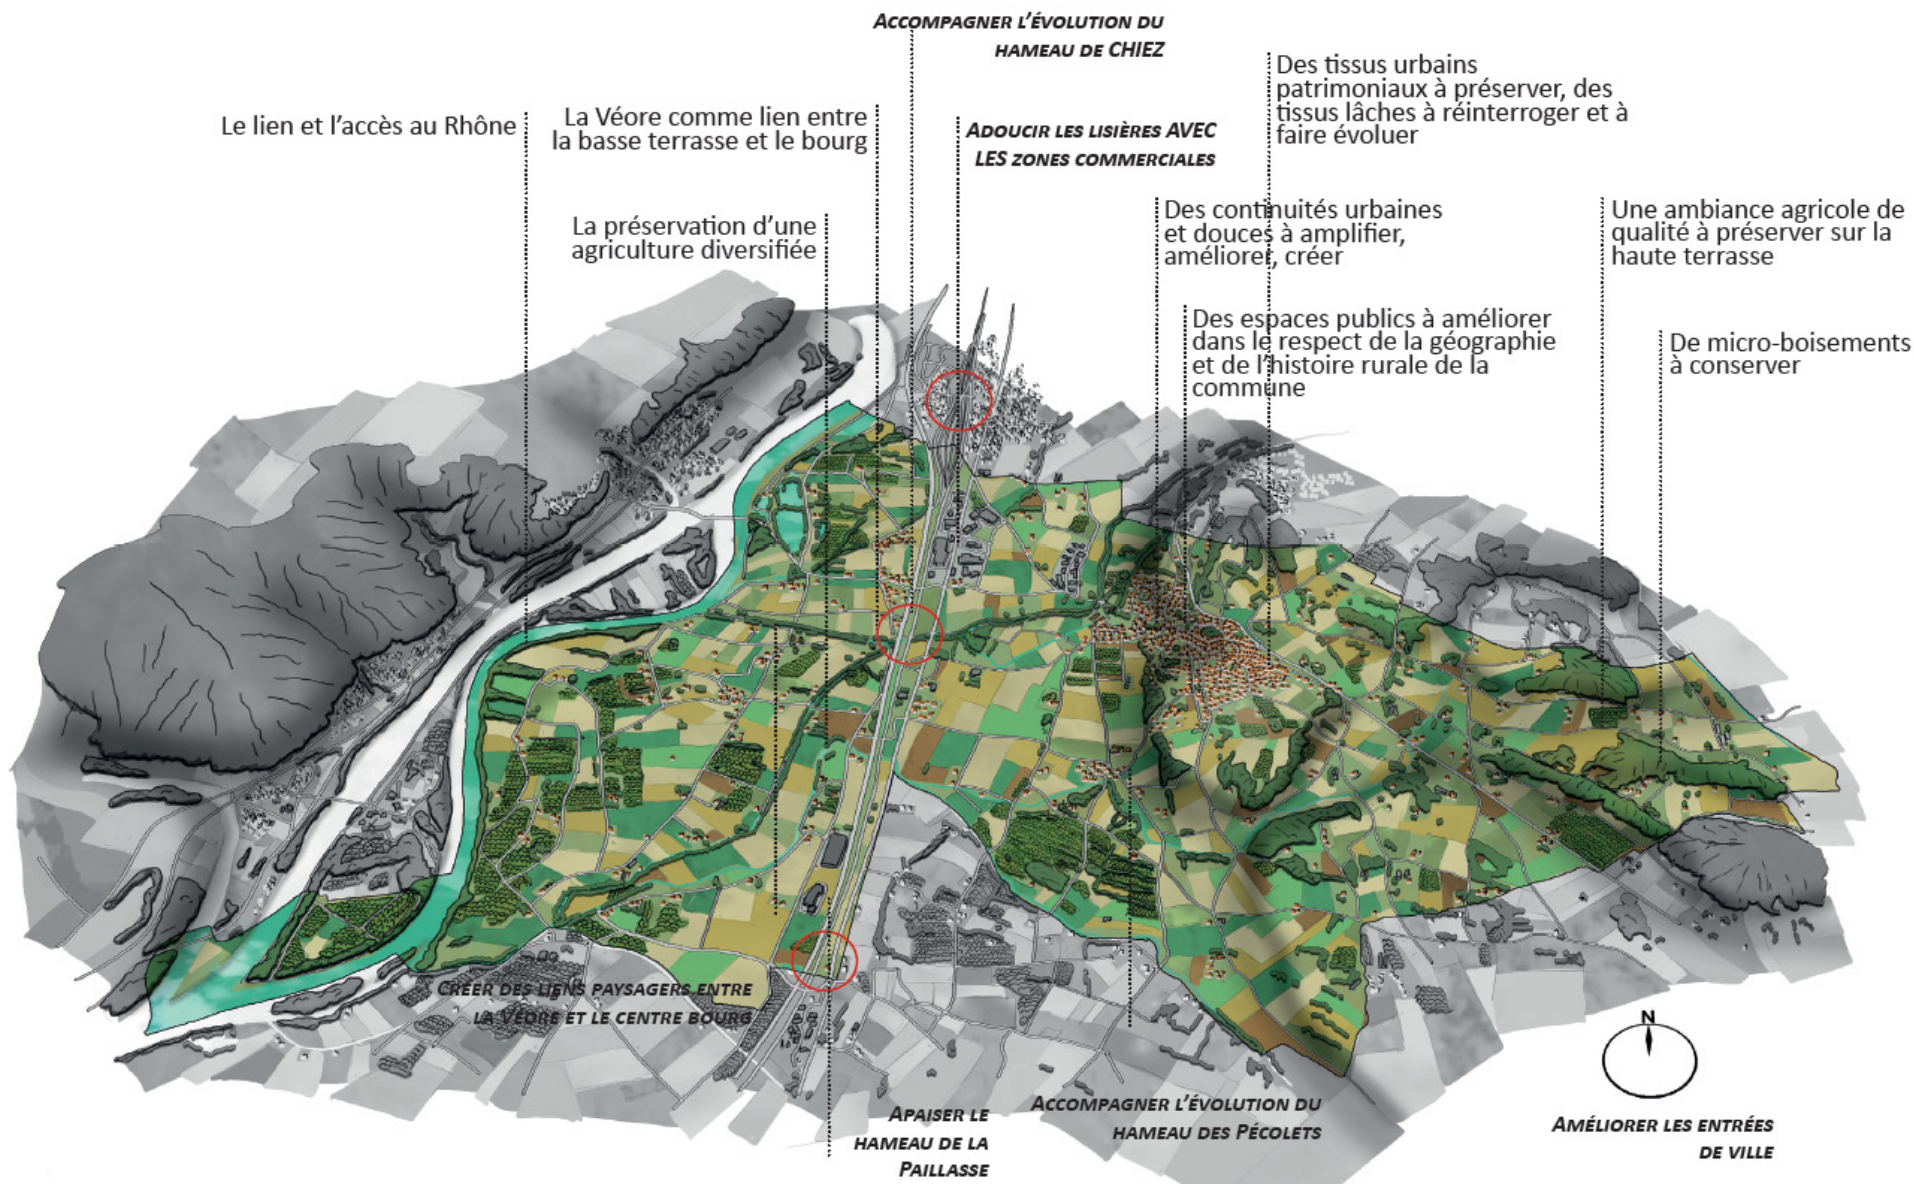 ACCOMPAGNER L'ÉVOLUTION DU
HAMEAU DE CHIEZ
Des tissus urbains
patrimoniaux à préserver, des
tissus lâches à réinterroger et à
faire évoluer
La Véore comme lien entre
la basse terrasse et le bourg
Le lien et l'accès au Rhône
ADOUCIR LES LISIÈRES AVEC
LES ZONES COMMERCIALES
La préservation d'une
agriculture diversifiée
Des continuités urbaines
et douces à amplifier,
améliorer, créer
Une ambiance agricole de
qualité à préserver sur la
haute terrasse
Des espaces publics à améliorer
dans le respect de la géographie
et de l'histoire rurale de la
commune
De micro-boisements
à conserver
CRÉER DES LIENS PAYSAGERS ENTRE
LA VÉORE ET LE CENTRE BOURG
N
APAISER LE
HAMEAU DE LA
PAILLASSE
ACCOMPAGNER L'ÉVOLUTION DU
HAMEAU DES PÉCOLETS
AMÉLIORER LES ENTRÉES
DE VILLE